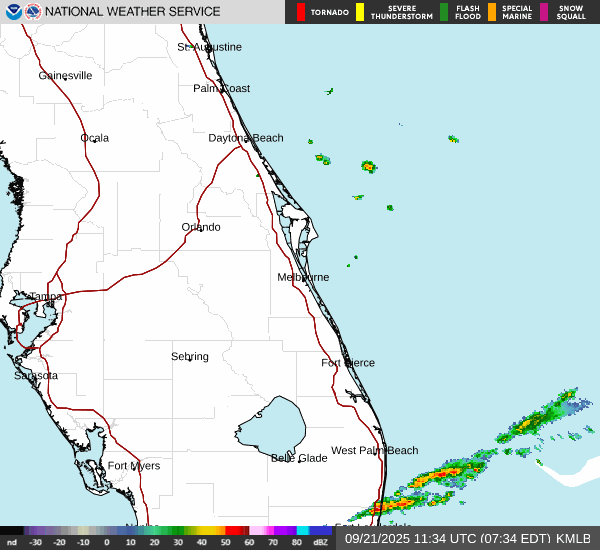 NATIONAL WEATHER SERVICE
TORNADO
SEVERE THUNDERSTORM
FLASH FLOOD
SPECIAL MARINE
SNOW SQUALL
St. Augustine
Gainesville
Palm Coast
Ocala
Daytona Beach
Orlando
Melbourne
Tampa
Sebring
Fort Pierce
Sarasota
West Palm Beach
Belle Glade
Fort Myers
nd -30 -20 -10 0 10 20 30 40 50 60 70 80 dBZ
09/21/2025 11:34 UTC (07:34 EDT) KMLB